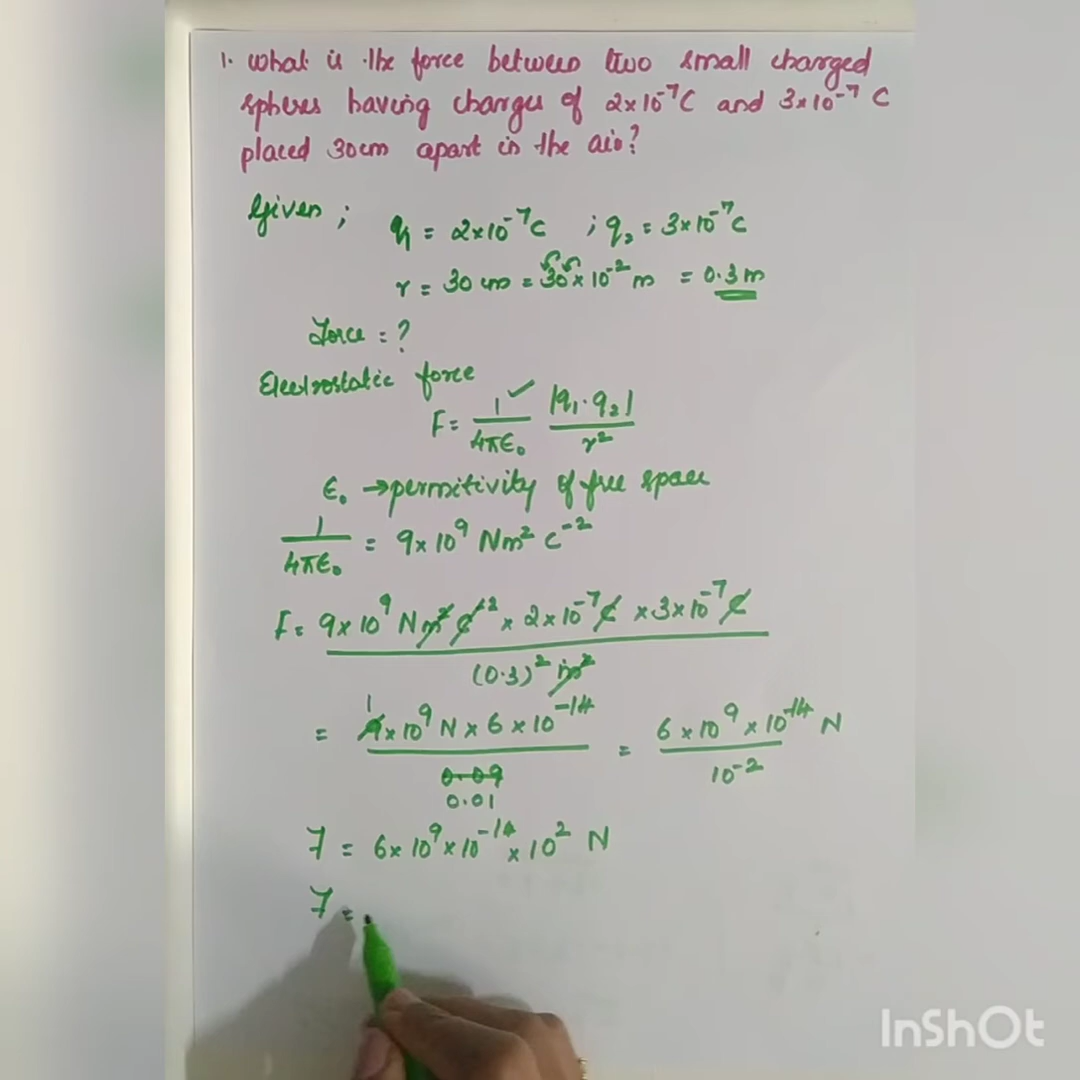 1. What is the force between two small charged
spheres having charges of 2×10⁻⁷C and 3×10⁻⁷ C
placed 30cm apart in the air?
Given ; q₁ = 2×10⁻⁷C ; q₂ = 3×10⁻⁷C
r = 30 cm = 30×10⁻² m = 0.3 m
Force = ?
Electrostatic force
F = 1/4πε₀ |q₁·q₂|/r²
ε₀ → permitivity of free space
1/4πε₀ = 9×10⁹ Nm² C⁻²
F = 9×10⁹ Nm² C⁻² × 2×10⁻⁷C × 3×10⁻⁷C
(0.3)² m²
= 9×10⁹ N × 6×10⁻¹⁴ = 6×10⁹×10⁻¹⁴ N
1
0.09 10⁻²
0.01
F = 6×10⁹×10⁻¹⁴×10² N
F =
InShOt